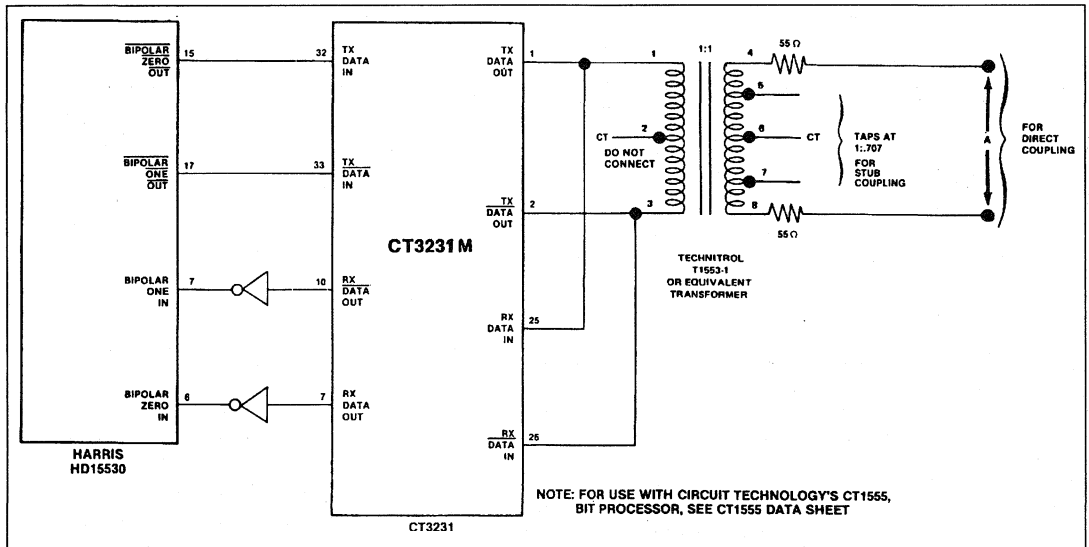 BIPOLAR
ZERO
OUT
15
32
TX
DATA
IN
BIPOLAR
ONE
OUT
17
33
TX
DATA
IN
BIPOLAR
ONE
IN
7
10
RX
DATA
OUT
BIPOLAR
ZERO
IN
6
7
RX
DATA
OUT
HARRIS
HD15530
CT3231M
TX
DATA
OUT
1
TX
DATA
OUT
2
RX
DATA
IN
25
RX
DATA
IN
26
CT3231
1
1:1
4
55 Ω
5
2
CT
DO NOT
CONNECT
6
CT
7
3
8
55 Ω
TAPS AT
1:.707
FOR
STUB
COUPLING
A
FOR
DIRECT
COUPLING
TECHNITROL
T1553-1
OR EQUIVALENT
TRANSFORMER
NOTE: FOR USE WITH CIRCUIT TECHNOLOGY'S CT1555,
BIT PROCESSOR, SEE CT1555 DATA SHEET